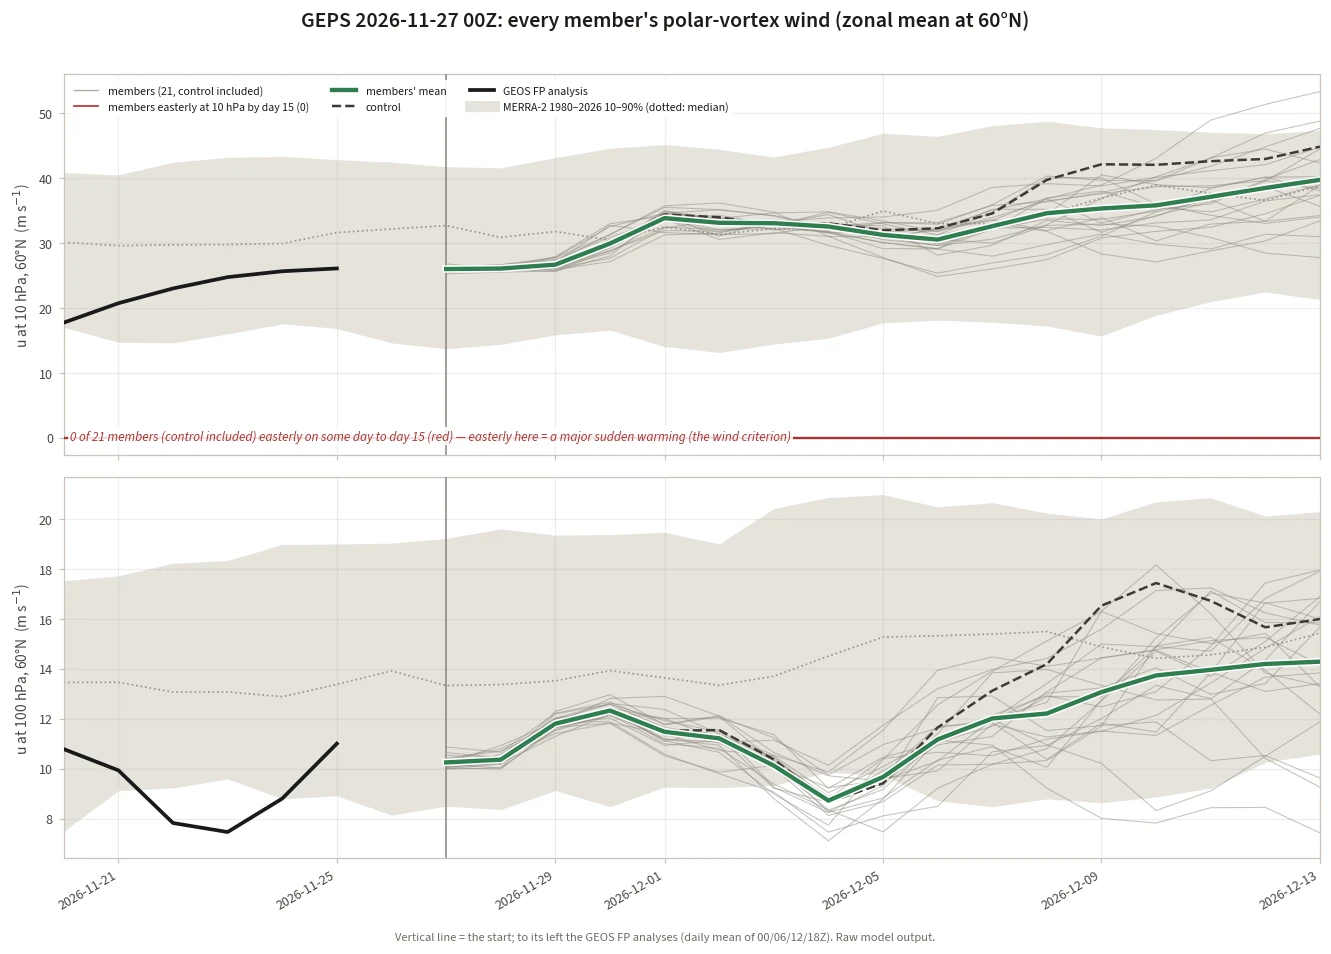 GEPS 2026-11-27 00Z: every member's polar-vortex wind (zonal mean at 60°N)
members (21, control included)
members easterly at 10 hPa by day 15 (0)
members' mean
control
GEOS FP analysis
MERRA-2 1980–2026 10–90% (dotted: median)
u at 10 hPa, 60°N (m s⁻¹)
50
40
30
20
10
0
0 of 21 members (control included) easterly on some day to day 15 (red) — easterly here = a major sudden warming (the wind criterion)
u at 100 hPa, 60°N (m s⁻¹)
20
18
16
14
12
10
8
2026-11-21
2026-11-25
2026-11-29
2026-12-01
2026-12-05
2026-12-09
2026-12-13
Vertical line = the start; to its left the GEOS FP analyses (daily mean of 00/06/12/18Z). Raw model output.